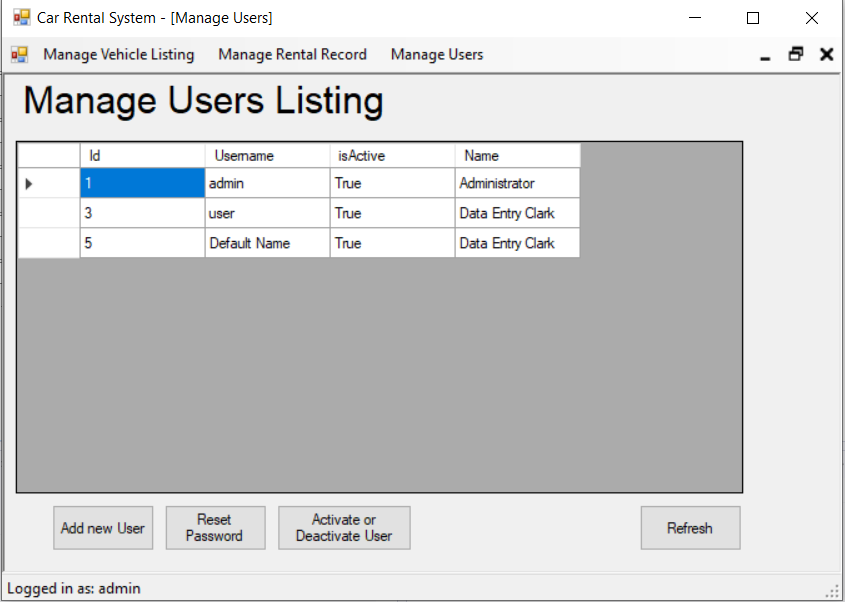 Car Rental System - [Manage Users]
Manage Vehicle Listing Manage Rental Record Manage Users
Manage Users Listing
Id Username isActive Name
1 admin True Administrator
3 user True Data Entry Clark
5 Default Name True Data Entry Clark
Add new User
Reset
Password
Activate or
Deactivate User
Refresh
Logged in as: admin